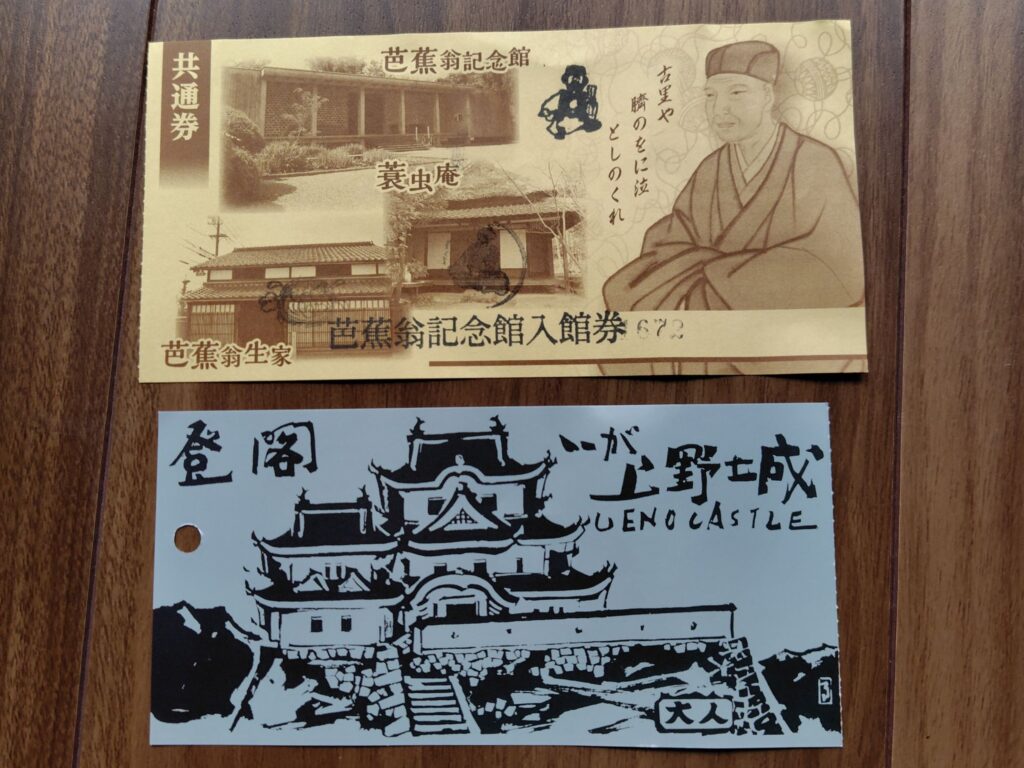 共通券
芭蕉翁記念館
蓑虫庵
芭蕉翁生家
古里や
臍のをに泣
としのくれ
芭蕉翁記念館入館券
登閣
いが
上野城
UENO CASTLE
大人